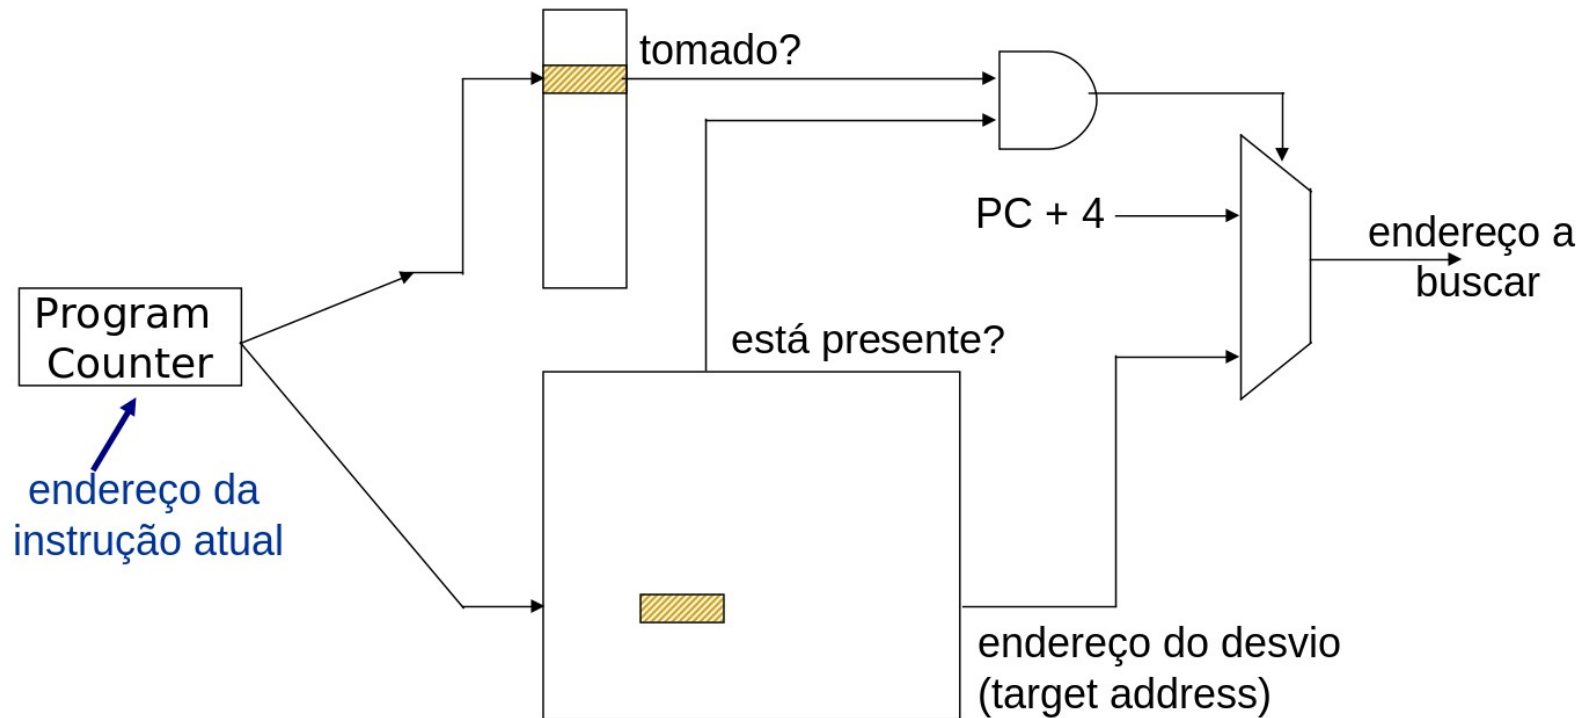 tomado?
PC + 4
endereço a
buscar
Program
Counter
está presente?
endereço da
instrução atual
endereço do desvio
(target address)